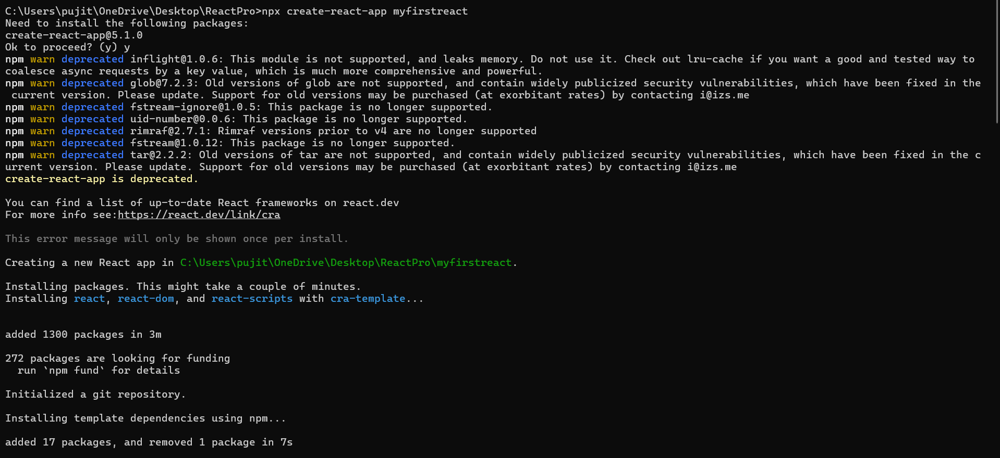 C:\Users\pujit\OneDrive\Desktop\ReactPro>npx create-react-app myfirstreact
Need to install the following packages:
create-react-app@5.1.0
Ok to proceed? (y) y
npm warn deprecated inflight@1.0.6: This module is not supported, and leaks memory. Do not use it. Check out lru-cache if you want a good and tested way to
coalesce async requests by a key value, which is much more comprehensive and powerful.
npm warn deprecated glob@7.2.3: Old versions of glob are not supported, and contain widely publicized security vulnerabilities, which have been fixed in the
 current version. Please update. Support for old versions may be purchased (at exorbitant rates) by contacting i@izs.me
npm warn deprecated fstream-ignore@1.0.5: This package is no longer supported.
npm warn deprecated uid-number@0.0.6: This package is no longer supported.
npm warn deprecated rimraf@2.7.1: Rimraf versions prior to v4 are no longer supported
npm warn deprecated fstream@1.0.12: This package is no longer supported.
npm warn deprecated tar@2.2.2: Old versions of tar are not supported, and contain widely publicized security vulnerabilities, which have been fixed in the c
urrent version. Please update. Support for old versions may be purchased (at exorbitant rates) by contacting i@izs.me
create-react-app is deprecated.

You can find a list of up-to-date React frameworks on react.dev
For more info see:https://react.dev/link/cra

This error message will only be shown once per install.

Creating a new React app in C:\Users\pujit\OneDrive\Desktop\ReactPro\myfirstreact.

Installing packages. This might take a couple of minutes.
Installing react, react-dom, and react-scripts with cra-template...

added 1300 packages in 3m

272 packages are looking for funding
  run `npm fund` for details

Initialized a git repository.

Installing template dependencies using npm...

added 17 packages, and removed 1 package in 7s